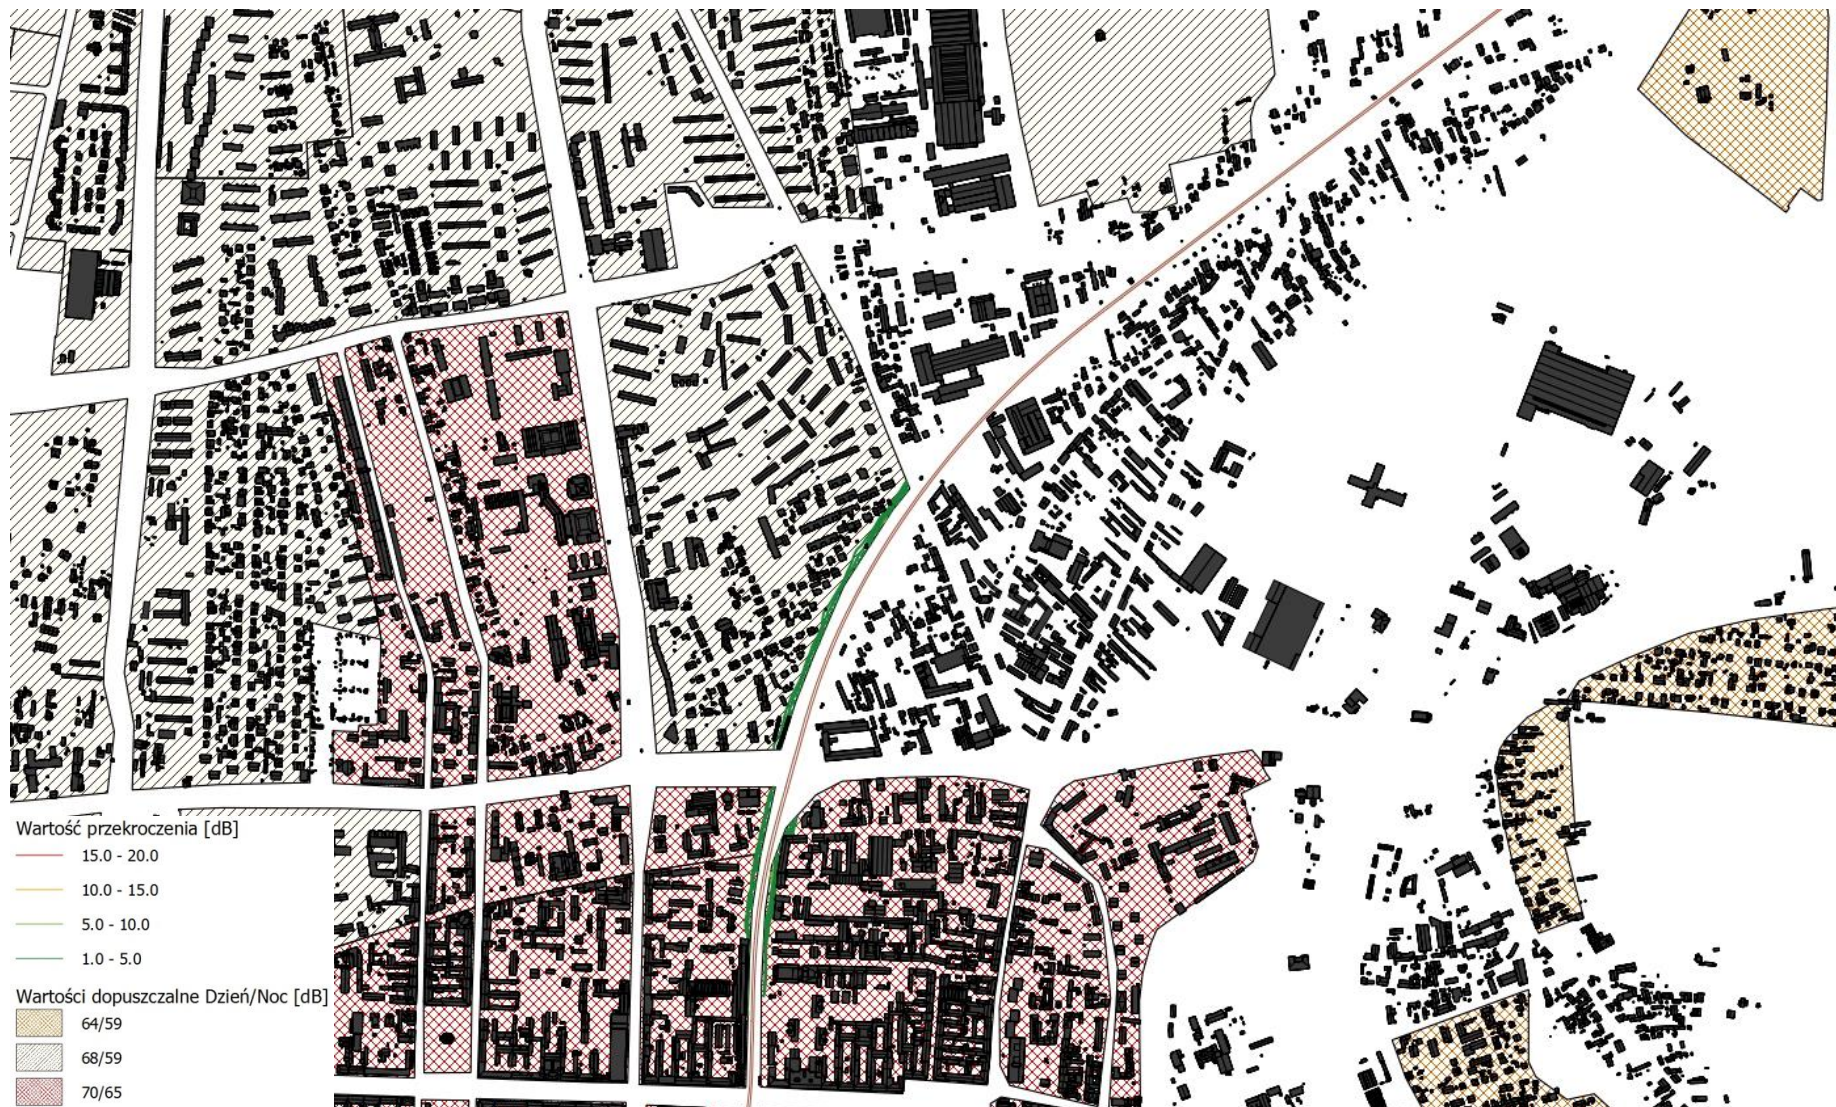 Wartość przekroczenia [dB]
15.0 - 20.0
10.0 - 15.0
5.0 - 10.0
1.0 - 5.0
Wartości dopuszczalne Dzień/Noc [dB]
64/59
68/59
70/65